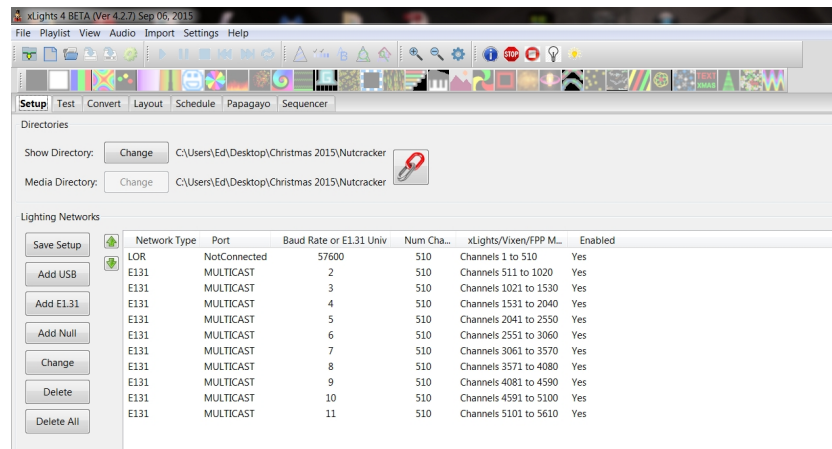 xLights 4 BETA (Ver 4.2.7) Sep 06, 2015
File Playlist View Audio Import Settings Help
STOP
TEXT
XMAS
Setup Test Convert Layout Schedule Papagayo Sequencer
Directories
Show Directory: Change C:\Users\Ed\Desktop\Christmas 2015\Nutcracker
Media Directory: Change C:\Users\Ed\Desktop\Christmas 2015\Nutcracker
Lighting Networks
Save Setup
Add USB
Add E1.31
Add Null
Change
Delete
Delete All
Network Type Port Baud Rate or E1.31 Univ Num Cha... xLights/Vixen/FPP M... Enabled
LOR NotConnected 57600 510 Channels 1 to 510 Yes
E131 MULTICAST 2 510 Channels 511 to 1020 Yes
E131 MULTICAST 3 510 Channels 1021 to 1530 Yes
E131 MULTICAST 4 510 Channels 1531 to 2040 Yes
E131 MULTICAST 5 510 Channels 2041 to 2550 Yes
E131 MULTICAST 6 510 Channels 2551 to 3060 Yes
E131 MULTICAST 7 510 Channels 3061 to 3570 Yes
E131 MULTICAST 8 510 Channels 3571 to 4080 Yes
E131 MULTICAST 9 510 Channels 4081 to 4590 Yes
E131 MULTICAST 10 510 Channels 4591 to 5100 Yes
E131 MULTICAST 11 510 Channels 5101 to 5610 Yes